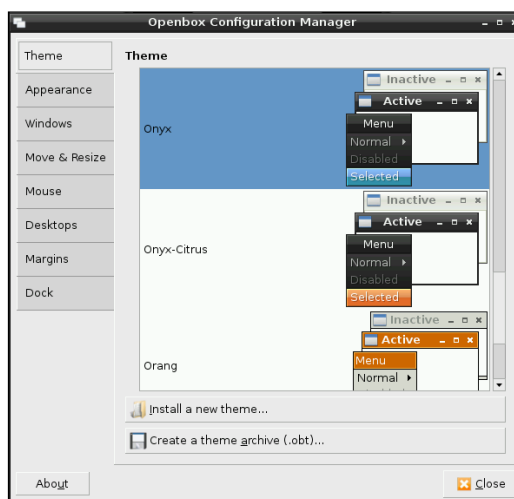 Openbox Configuration Manager
Theme
Appearance
Windows
Move & Resize
Mouse
Desktops
Margins
Dock
Theme
Onyx
Inactive
Active
Menu
Normal
Disabled
Selected
Onyx-Citrus
Inactive
Active
Menu
Normal
Disabled
Selected
Orang
Inactive
Active
Menu
Normal
Install a new theme...
Create a theme archive (.obt)...
About
Close